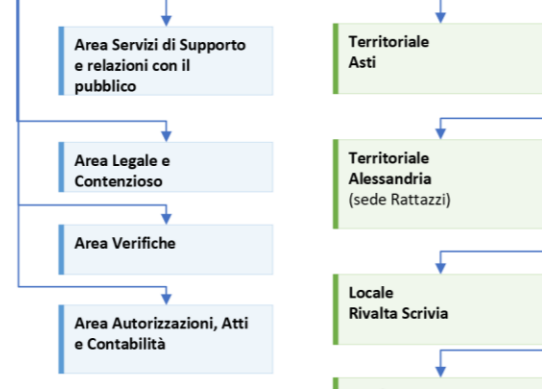 Area Servizi di Supporto
e relazioni con il
pubblico
Area Legale e
Contenzioso
Area Verifiche
Area Autorizzazioni, Atti
e Contabilità
Territoriale
Asti
Territoriale
Alessandria
(sede Rattazzi)
Locale
Rivalta Scrivia